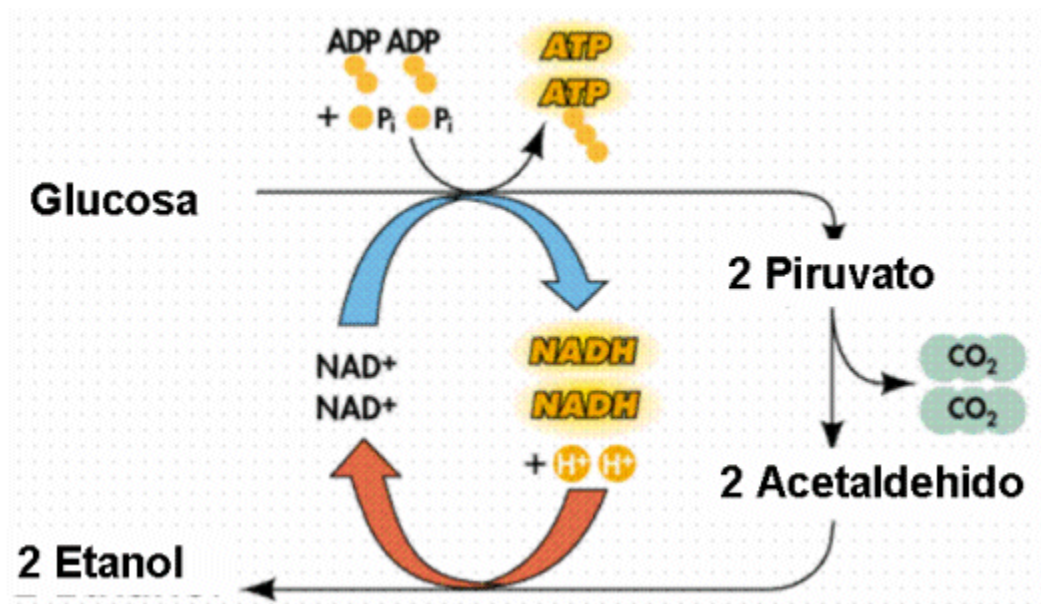 ADP ADP
+ Pi Pi
ATP
ATP
Glucosa
2 Piruvato
CO2
CO2
NAD+
NAD+
NADH
NADH
+ H+ H+
2 Acetaldehido
2 Etanol